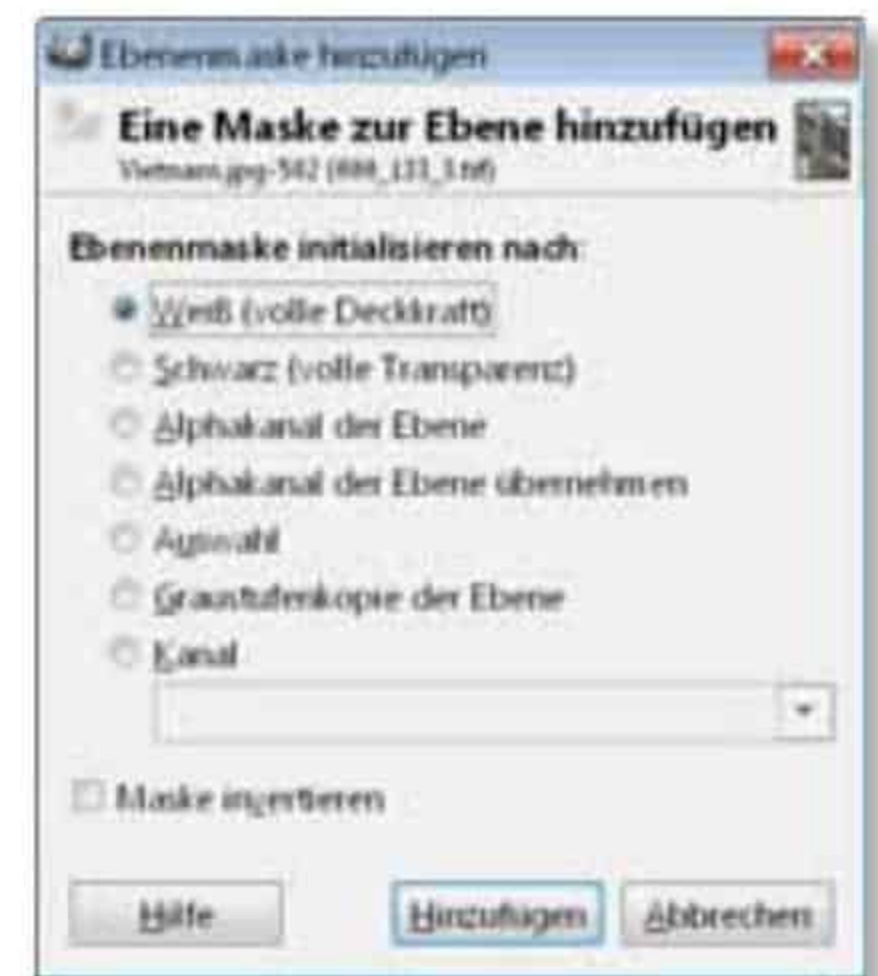 Ebenenmaske hinzufügen
Eine Maske zur Ebene hinzufügen
Ebenenmaske initialisieren nach:
Weiß (volle Deckkraft)
Schwarz (volle Transparenz)
Alphakanal der Ebene
Alphakanal der Ebene übernehmen
Auswahl
Graustufenkopie der Ebene
Kanal
Maske invertieren
Hilfe Hinzufügen Abbrechen